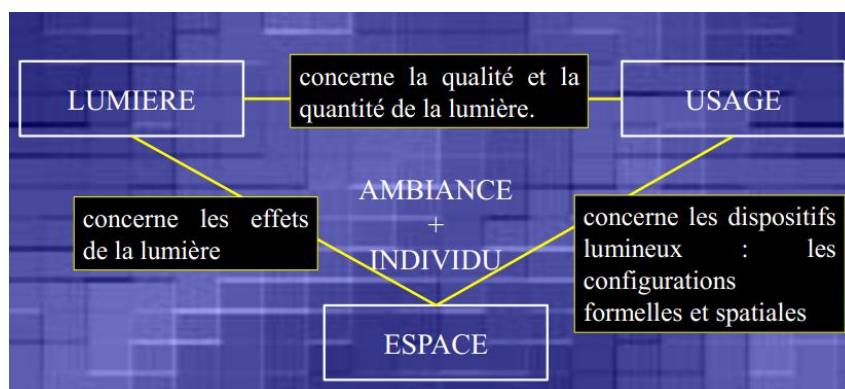 LUMIERE
concerne la qualité et la
quantité de la lumière.
USAGE
concerne les effets
de la lumière
AMBIANCE
+
INDIVIDU
concerne les dispositifs
lumineux : les
configurations
formelles et spatiales
ESPACE